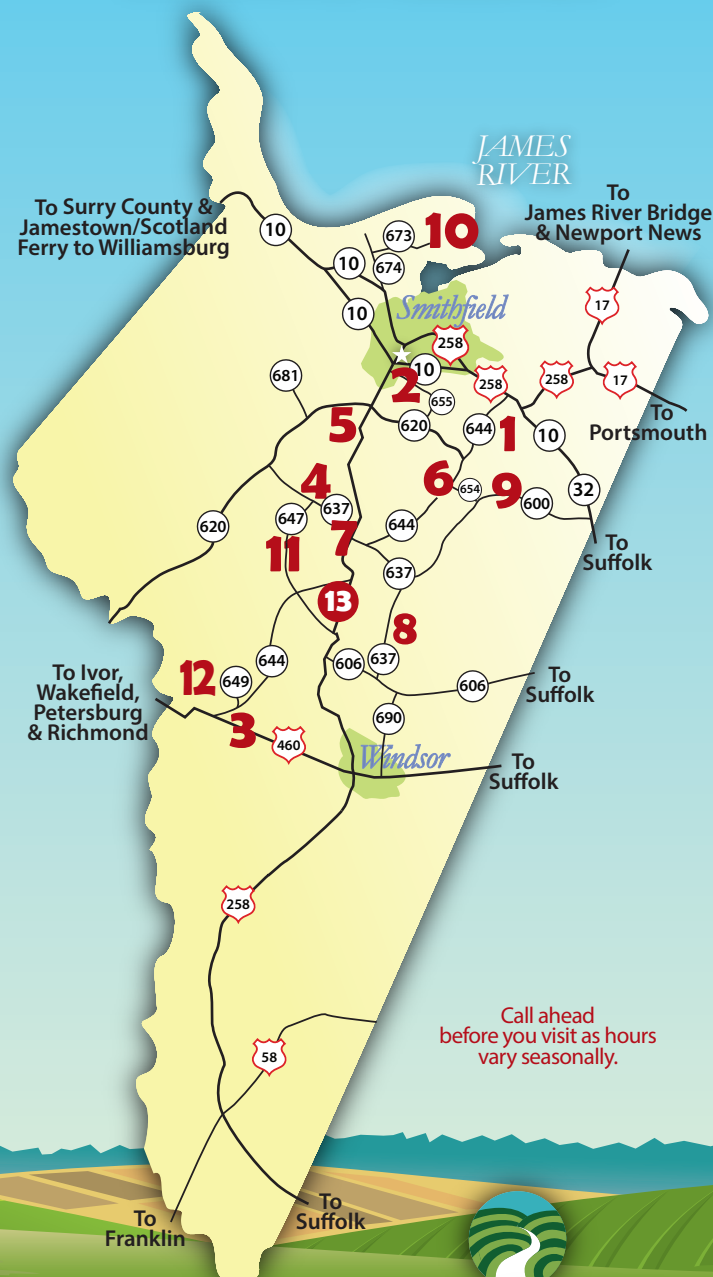 JAMES
RIVER
To Surry County &
Jamestown/Scotland
Ferry to Williamsburg
To
James River Bridge
& Newport News
10
673
10
10
674
17
10
Smithfield
258
10
2
258
258
17
681
655
To
Portsmouth
5
620
644
1
10
4
6
654
9
600
32
637
647
620
7
644
To
Suffolk
11
637
13
8
644
606
637
To Ivor,
Wakefield,
Petersburg
& Richmond
12
649
606
To
Suffolk
690
3
460
Windsor
To
Suffolk
258
Call ahead
before you visit as hours
vary seasonally.
58
To
Franklin
To
Suffolk